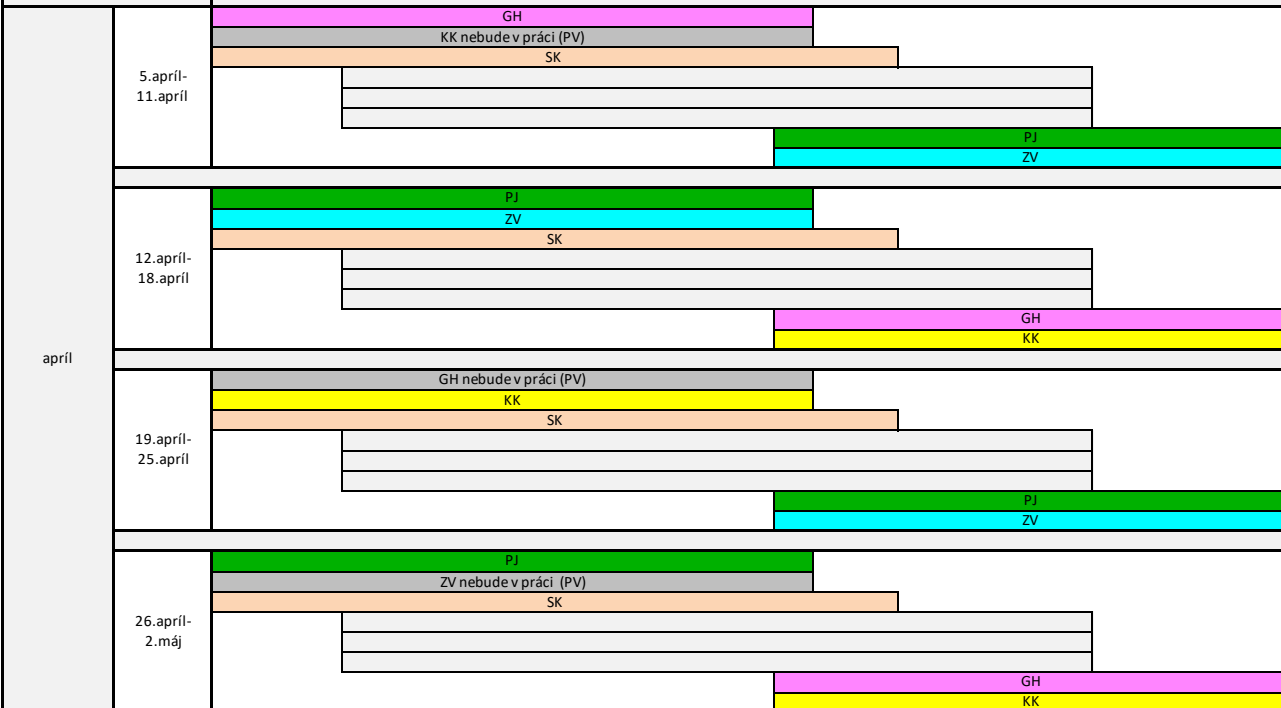 apríl
5.apríl-
11.apríl
GH
KK nebude v práci (PV)
SK
PJ
ZV
12.apríl-
18.apríl
PJ
ZV
SK
GH
KK
19.apríl-
25.apríl
GH nebude v práci (PV)
KK
SK
PJ
ZV
26.apríl-
2.máj
PJ
ZV nebude v práci (PV)
SK
GH
KK